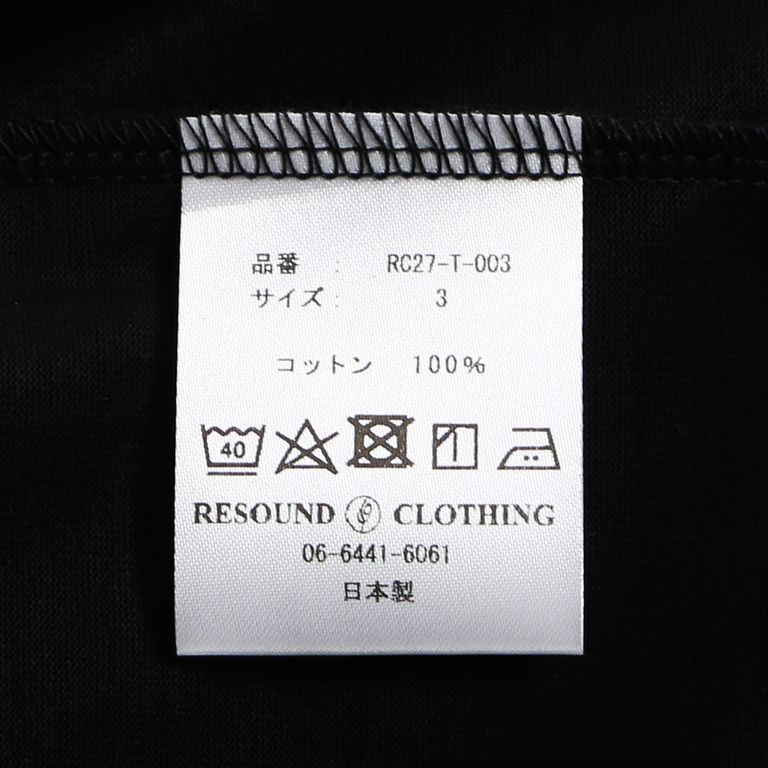 品番 : RC27-T-003
サイズ : 3
コットン 100%
40
RESOUND CLOTHING
06-6441-6061
日本製